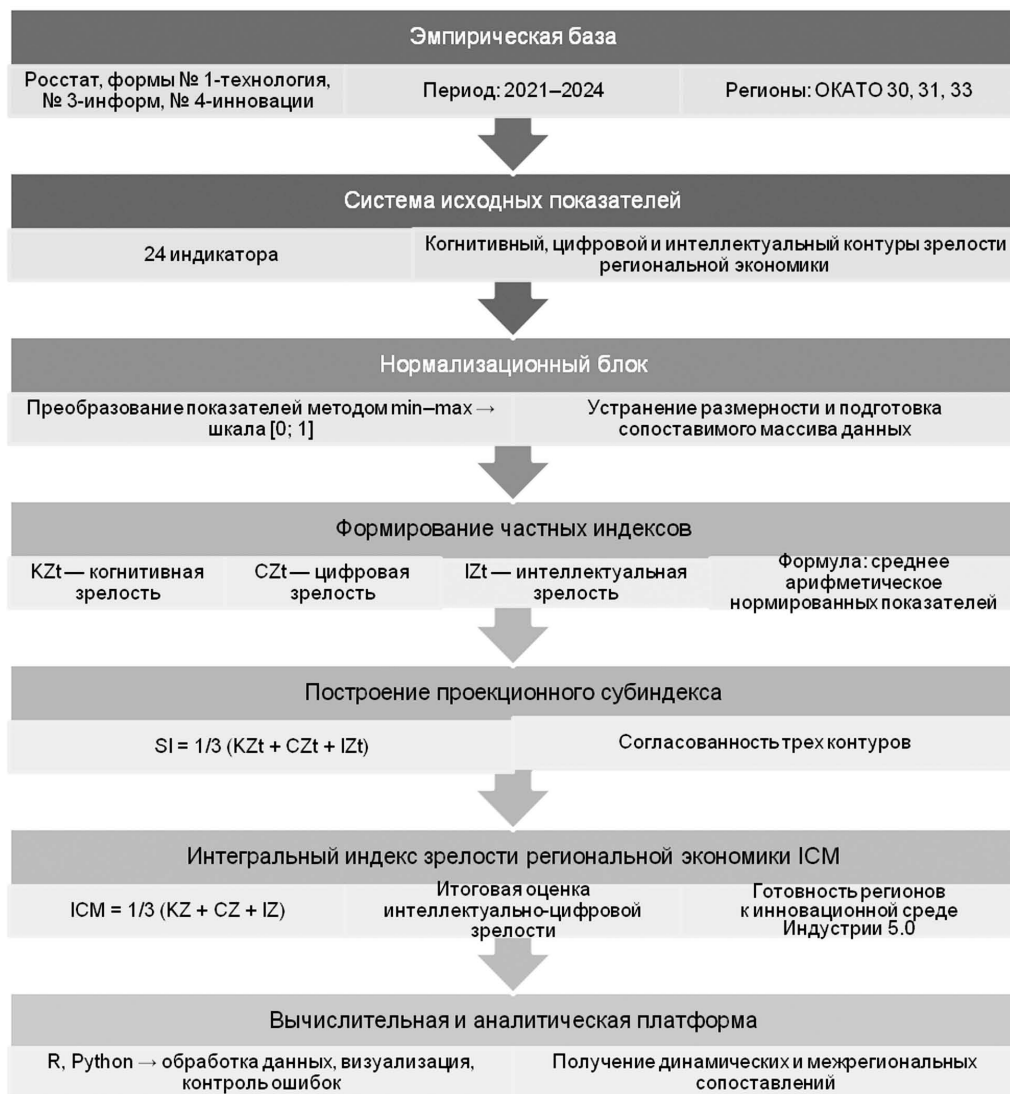 Эмпирическая база
Росстат, формы № 1-технология,
№ 3-информ, № 4-инновации
Период: 2021–2024
Регионы: ОКАТО 30, 31, 33
Система исходных показателей
24 индикатора
Когнитивный, цифровой и интеллектуальный контуры зрелости
региональной экономики
Нормализационный блок
Преобразование показателей методом min–max →
шкала [0; 1]
Устранение размерности и подготовка
сопоставимого массива данных
Формирование частных индексов
KZt — когнитивная
зрелость
CZt — цифровая
зрелость
IZt — интеллектуальная
зрелость
Формула: среднее
арифметическое
нормированных показателей
Построение проекционного субиндекса
SI = 1/3 (KZt + CZt + IZt)
Согласованность трех контуров
Интегральный индекс зрелости региональной экономики ICM
ICM = 1/3 (KZ + CZ + IZ)
Итоговая оценка
интеллектуально-цифровой
зрелости
Готовность регионов
к инновационной среде
Индустрии 5.0
Вычислительная и аналитическая платформа
R, Python → обработка данных, визуализация,
контроль ошибок
Получение динамических и межрегиональных
сопоставлений